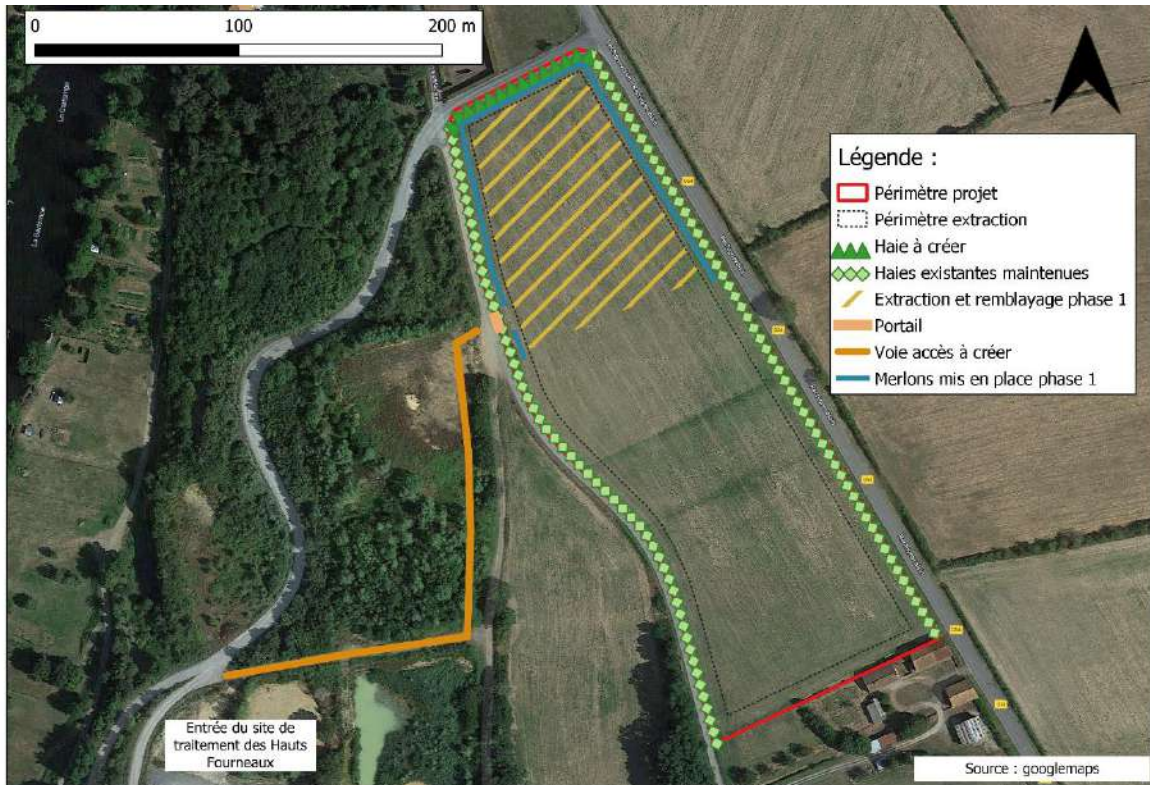 0 100 200 m
La Dartonge
Légende :
Périmètre projet
Périmètre extraction
Haie à créer
Haies existantes maintenues
Extraction et remblayage phase 1
Portail
Voie accès à créer
Merlons mis en place phase 1
Entrée du site de
traitement des Hauts
Fourneaux
Source : googlemaps